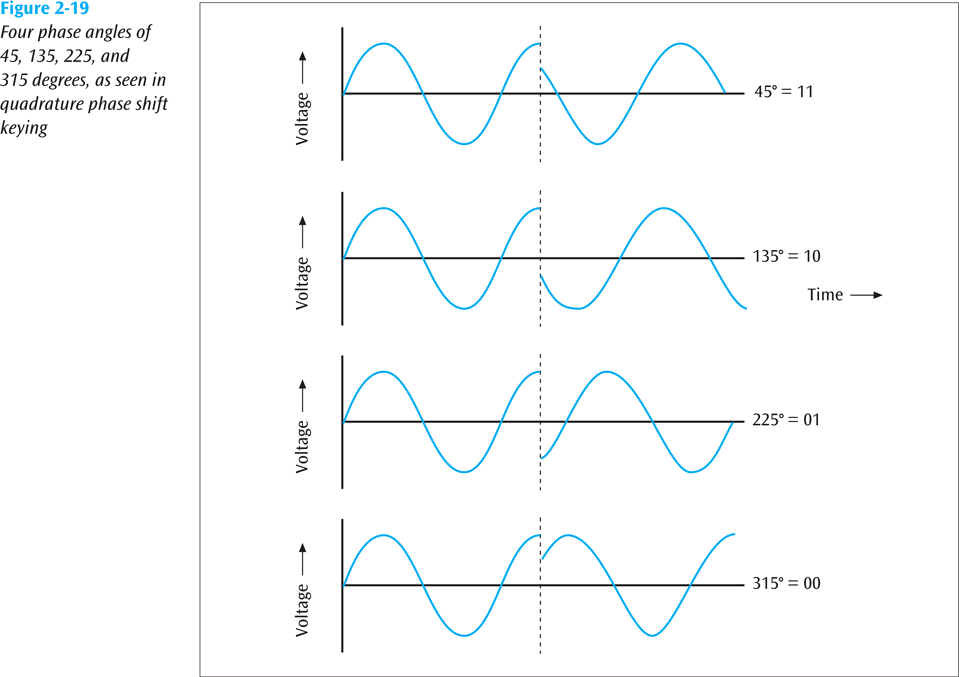 Figure 2-19
Four phase angles of
45, 135, 225, and
315 degrees, as seen in
quadrature phase shift
keying
Voltage
45° = 11
Voltage
135° = 10
Time
Voltage
225° = 01
Voltage
315° = 00